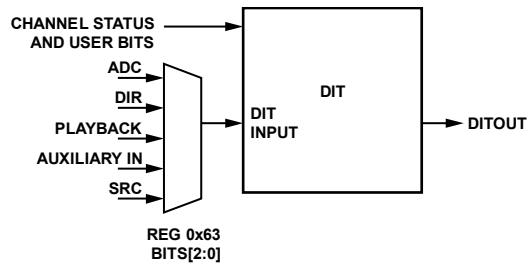 CHANNEL STATUS
AND USER BITS
ADC
DIR
PLAYBACK
AUXILIARY IN
SRC
REG 0x63
BITS[2:0]
DIT
INPUT
DIT
DITOUT